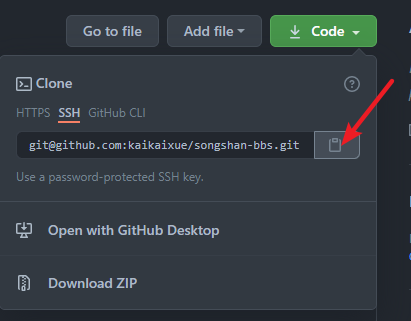 Go to file Add file Code
Clone
HTTPS SSH GitHub CLI
git@github.com:kaikaixue/songshan-bbs.git
Use a password-protected SSH key.
Open with GitHub Desktop
Download ZIP